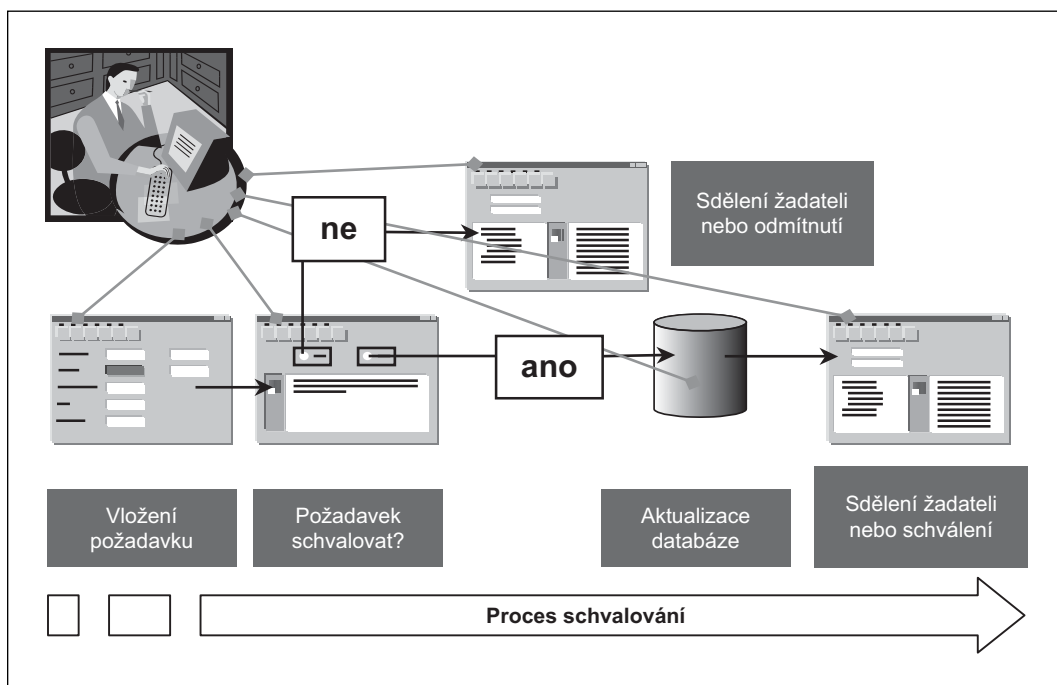 Sdělení žadateli
nebo odmítnutí
ne
ano
Vložení
požadavku
Požadavek
schvalovat?
Aktualizace
databáze
Sdělení žadateli
nebo schválení
Proces schvalování